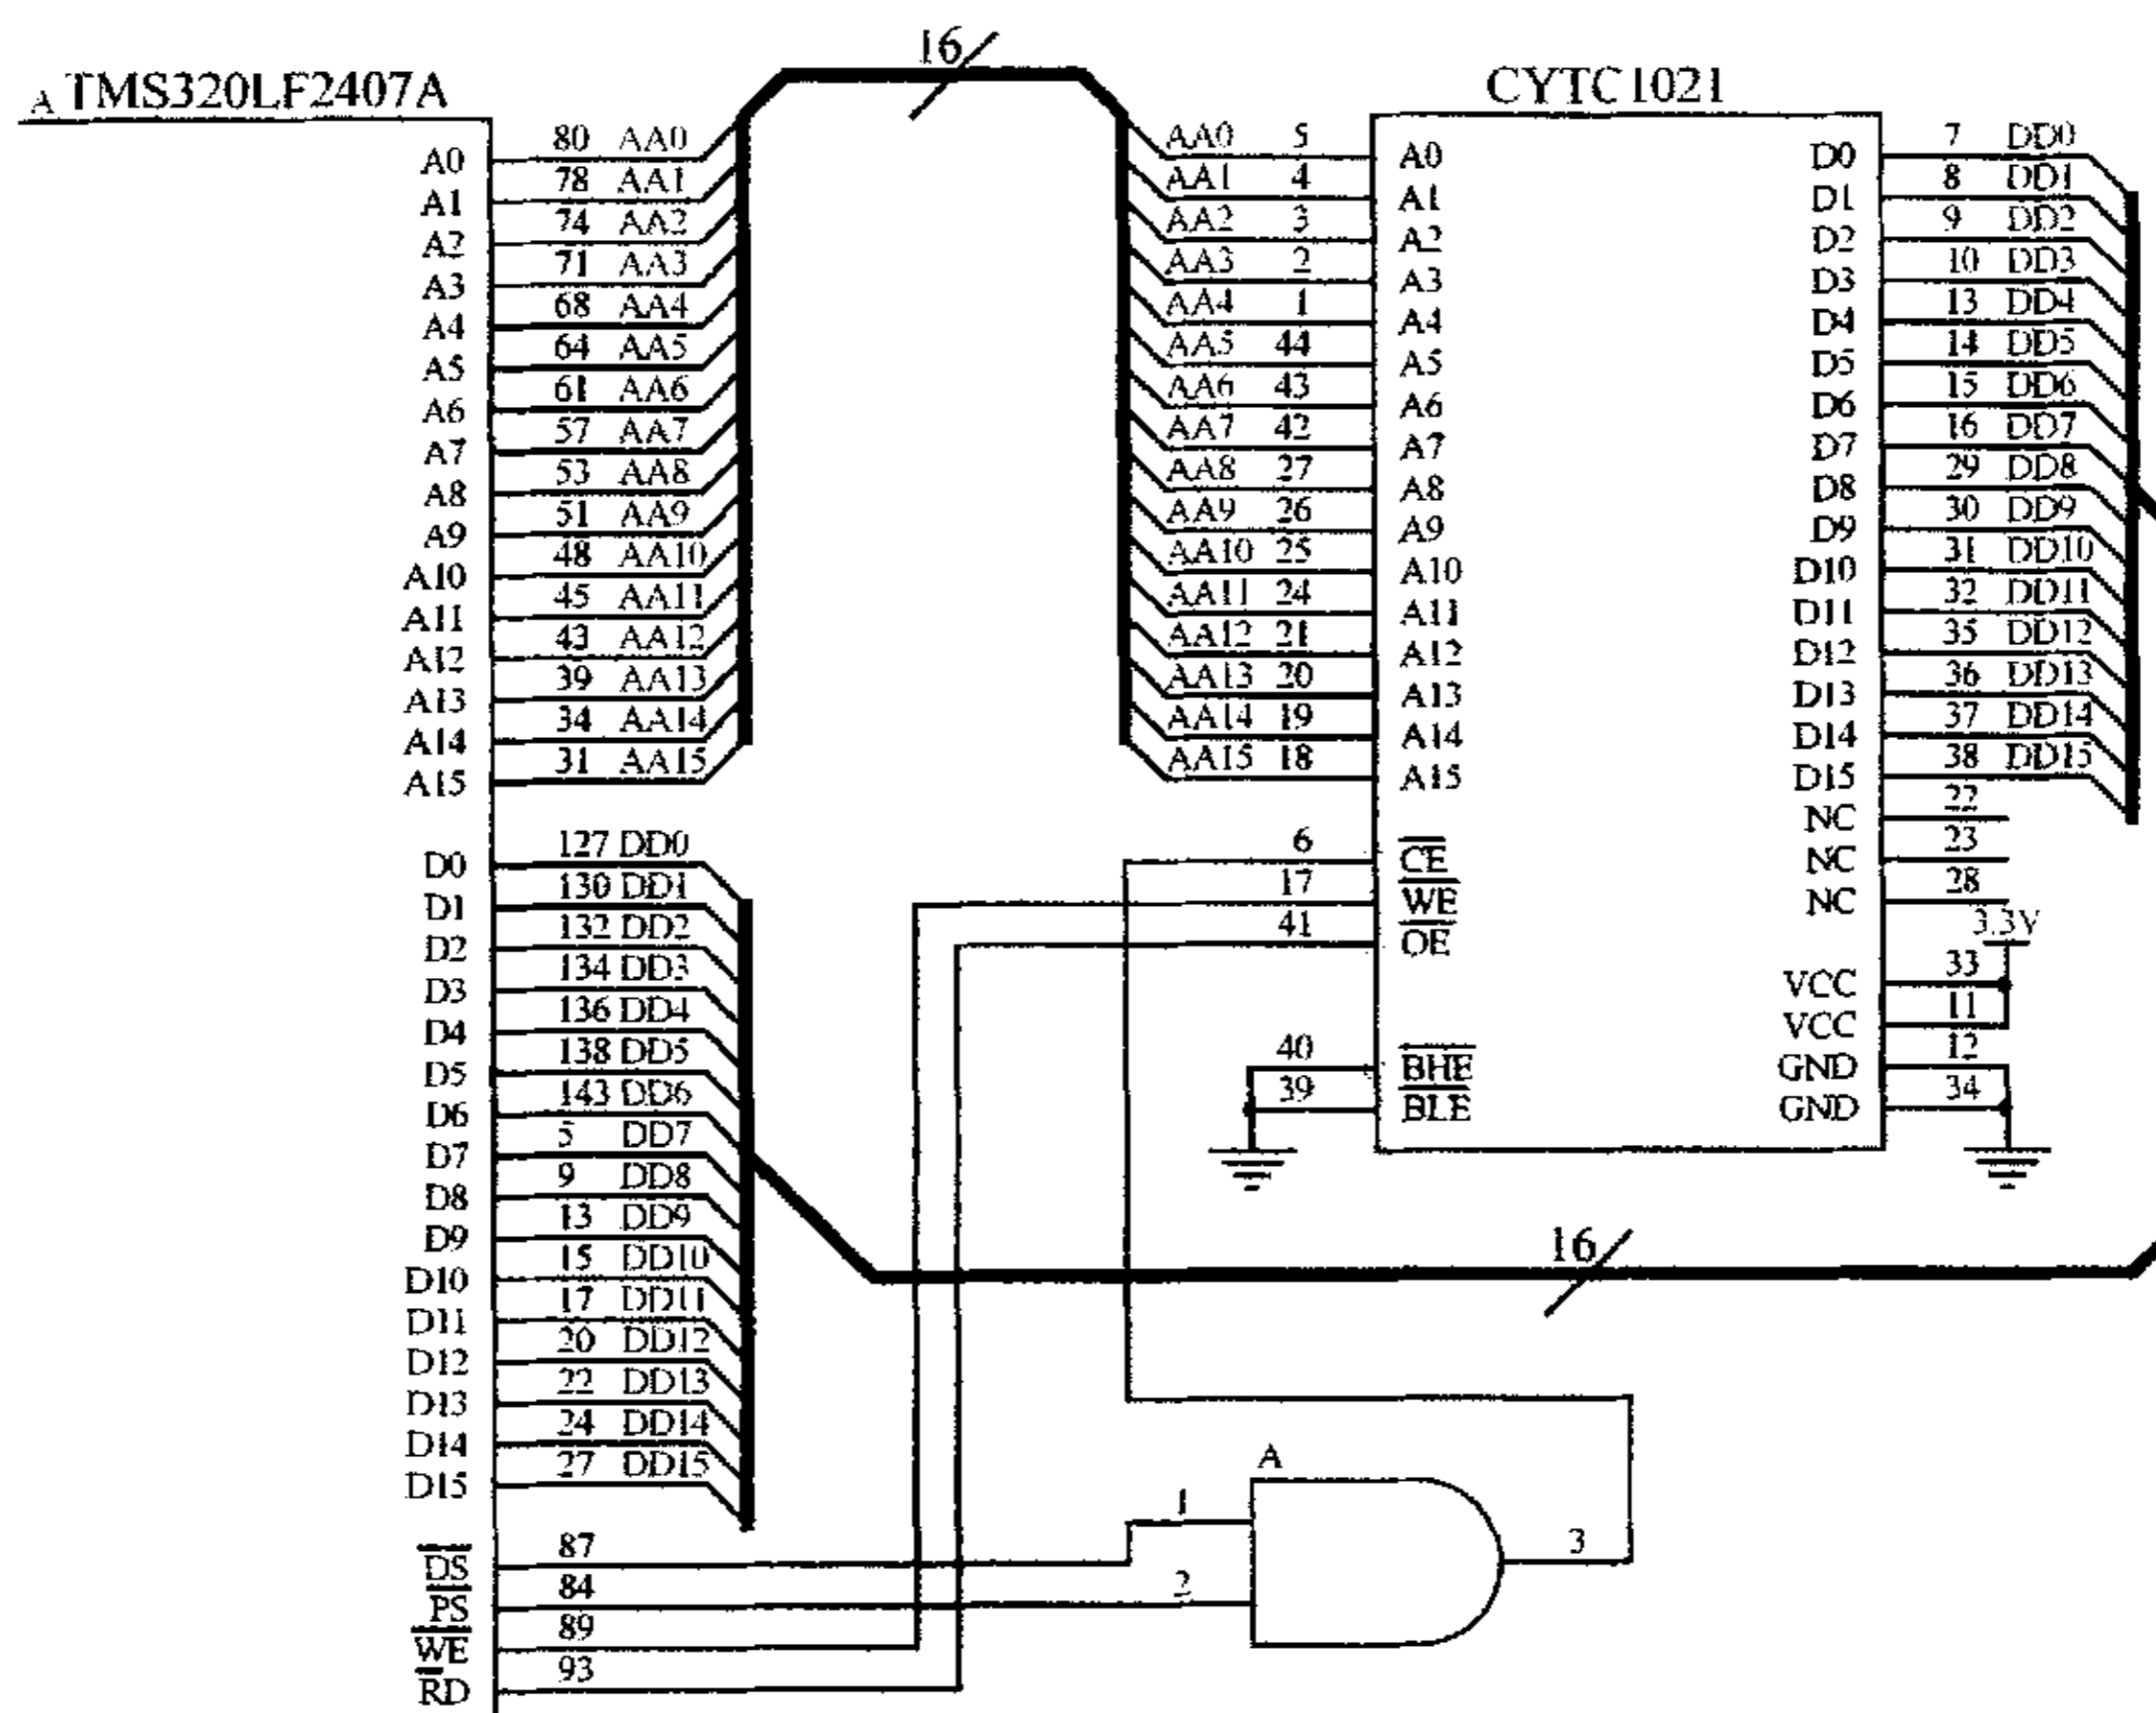 16
A TMS320LF2407A
CYTC1021
A0 80 AA0
A1 78 AA1
A2 74 AA2
A3 71 AA3
A4 68 AA4
A5 64 AA5
A6 61 AA6
A7 57 AA7
A8 53 AA8
A9 51 AA9
A10 48 AA10
A11 45 AA11
A12 43 AA12
A13 39 AA13
A14 34 AA14
A15 31 AA15
D0 127 DD0
D1 130 DD1
D2 132 DD2
D3 134 DD3
D4 136 DD4
D5 138 DD5
D6 143 DD6
D7 5 DD7
D8 9 DD8
D9 13 DD9
D10 15 DD10
D11 17 DD11
D12 20 DD12
D13 22 DD13
D14 24 DD14
D15 27 DD15
DS 87
PS 84
WE 89
RD 93
AA0 5 A0
AA1 4 A1
AA2 3 A2
AA3 2 A3
AA4 1 A4
AA5 44 A5
AA6 43 A6
AA7 42 A7
AA8 27 A8
AA9 26 A9
AA10 25 A10
AA11 24 A11
AA12 21 A12
AA13 20 A13
AA14 19 A14
AA15 18 A15
6 CE
17 WE
41 OE
40 BHE
39 BLE
D0 7 DD0
D1 8 DD1
D2 9 DD2
D3 10 DD3
D4 13 DD4
D5 14 DD5
D6 15 DD6
D7 16 DD7
D8 29 DD8
D9 30 DD9
D10 31 DD10
D11 32 DD11
D12 35 DD12
D13 36 DD13
D14 37 DD14
D15 38 DD15
NC 22
NC 23
NC 28
3.3V
VCC 33
VCC 11
GND 12
GND 34
16
A
1
2
3